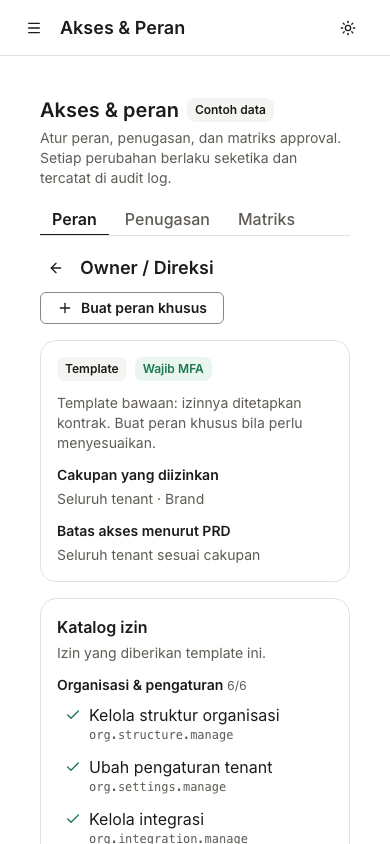 Akses & Peran
Akses & peran Contoh data
Atur peran, penugasan, dan matriks approval.
Setiap perubahan berlaku seketika dan
tercatat di audit log.
Peran Penugasan Matriks
Owner / Direksi
Buat peran khusus
Template Wajib MFA
Template bawaan: izinnya ditetapkan
kontrak. Buat peran khusus bila perlu
menyesuaikan.
Cakupan yang diizinkan
Seluruh tenant · Brand
Batas akses menurut PRD
Seluruh tenant sesuai cakupan
Katalog izin
Izin yang diberikan template ini.
Organisasi & pengaturan 6/6
Kelola struktur organisasi
org.structure.manage
Ubah pengaturan tenant
org.settings.manage
Kelola integrasi
org.integration.manage